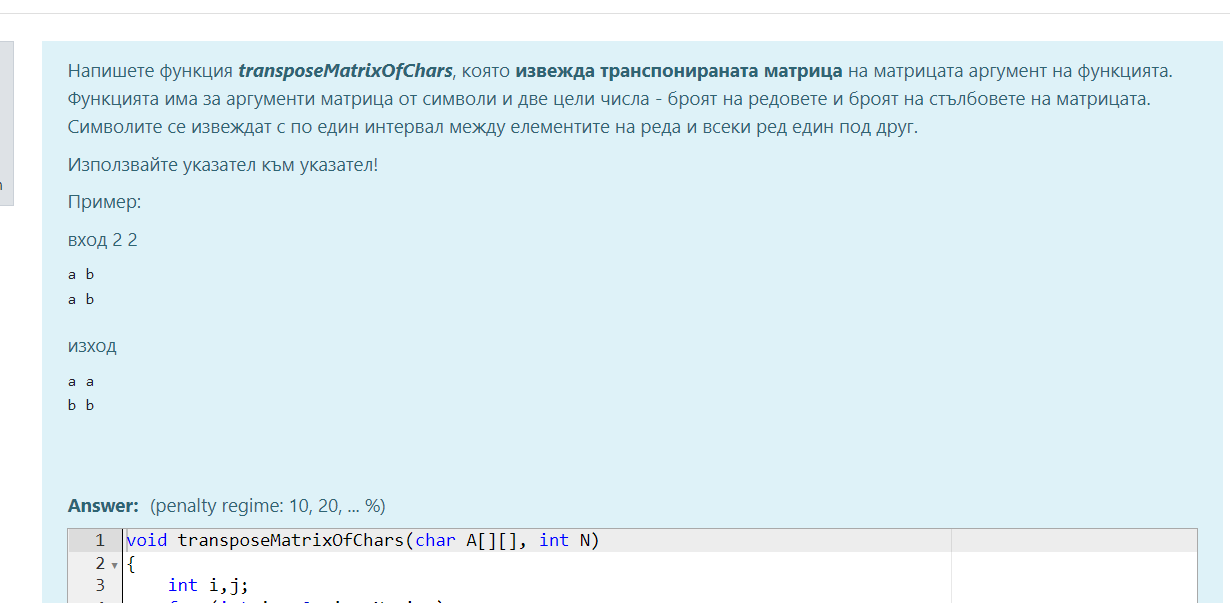 Напишете функция transposeMatrixOfChars, която извежда транспонираната матрица на матрицата аргумент на функцията.
Функцията има за аргументи матрица от символи и две цели числа - броят на редовете и броят на стълбовете на матрицата.
Символите се извеждат с по един интервал между елементите на реда и всеки ред един под друг.
Използвайте указател към указател!
Пример:
вход 2 2
a b
a b
изход
a a
b b
Answer: (penalty regime: 10, 20, ... %)
1 void transposeMatrixOfChars(char A[][], int N)
2 {
3 int i,j;